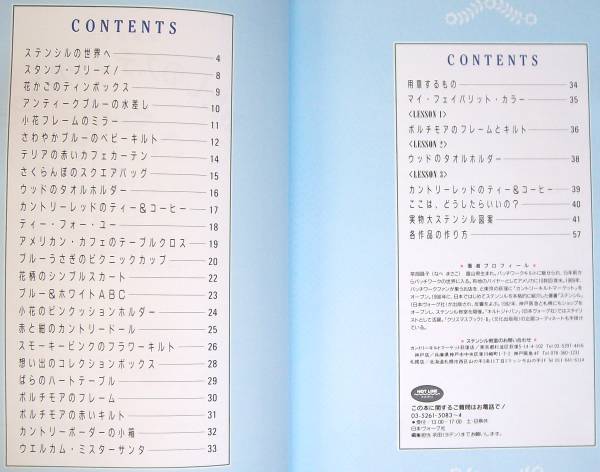 CONTENTS
ステンシルの世界へ 4
スタンプ・プリーズ! 8
花かごのティンボックス 9
アンティークブルーの水差し 10
小花フレームのミラー 11
さわやかブルーのベビーキルト 12
テリアの赤いカフェカーテン 14
さくらんぼのスクエアバッグ 15
ウッドのタオルホルダー 16
カントリーレッドのティー&コーヒー 17
ティー・フォー・ユー 18
アメリカン・カフェのテーブルクロス 19
ブルーうさぎのピクニックカップ 20
花柄のシンプルスカート 22
ブルー&ホワイトABC 23
小花のピンクッションホルダー 24
赤と紺のカントリードール 25
スモーキーピンクのフラワーキルト 26
想い出のコレクションボックス 28
ばらのハートテーブル 29
ボルチモアのフレーム 30
ボルチモアの赤いキルト 31
カントリーボーダーの小箱 32
ウエルカム・ミスターサンタ 33
CONTENTS
用意するもの 34
マイ・フェイバリット・カラー 35
〈LESSON 1〉
ボルチモアのフレームとキルト 36
〈LESSON 2〉
ウッドのタオルホルダー 38
〈LESSON 3〉
カントリーレッドのティー&コーヒー 39
ここは、どうしたらいいの? 40
実物大ステンシル図案 41
各作品の作り方 57
★著者プロフィール★
★ステンシル教室のお問い合わせ★
HOT LINE
この本に関するご質問はお電話で!
03-5261-5083~4
★受付/13:00~17:00 土・日祭休
日本ヴォーグ社